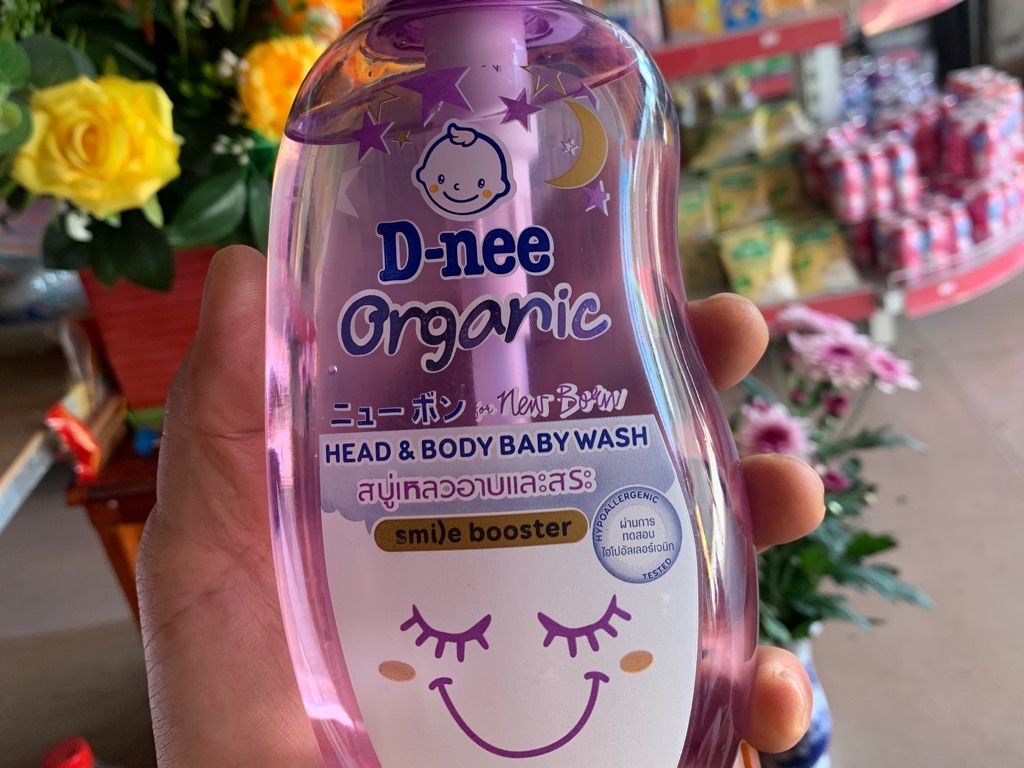 D-nee
Organic
ニュー ボン for New Born
HEAD & BODY BABY WASH
สบู่เหลวอาบและสระ
smile booster
HYPOALLERGENIC
ผ่านการ
ทดสอบ
ไฮโปอัลเลอร์เจนิก
TESTED